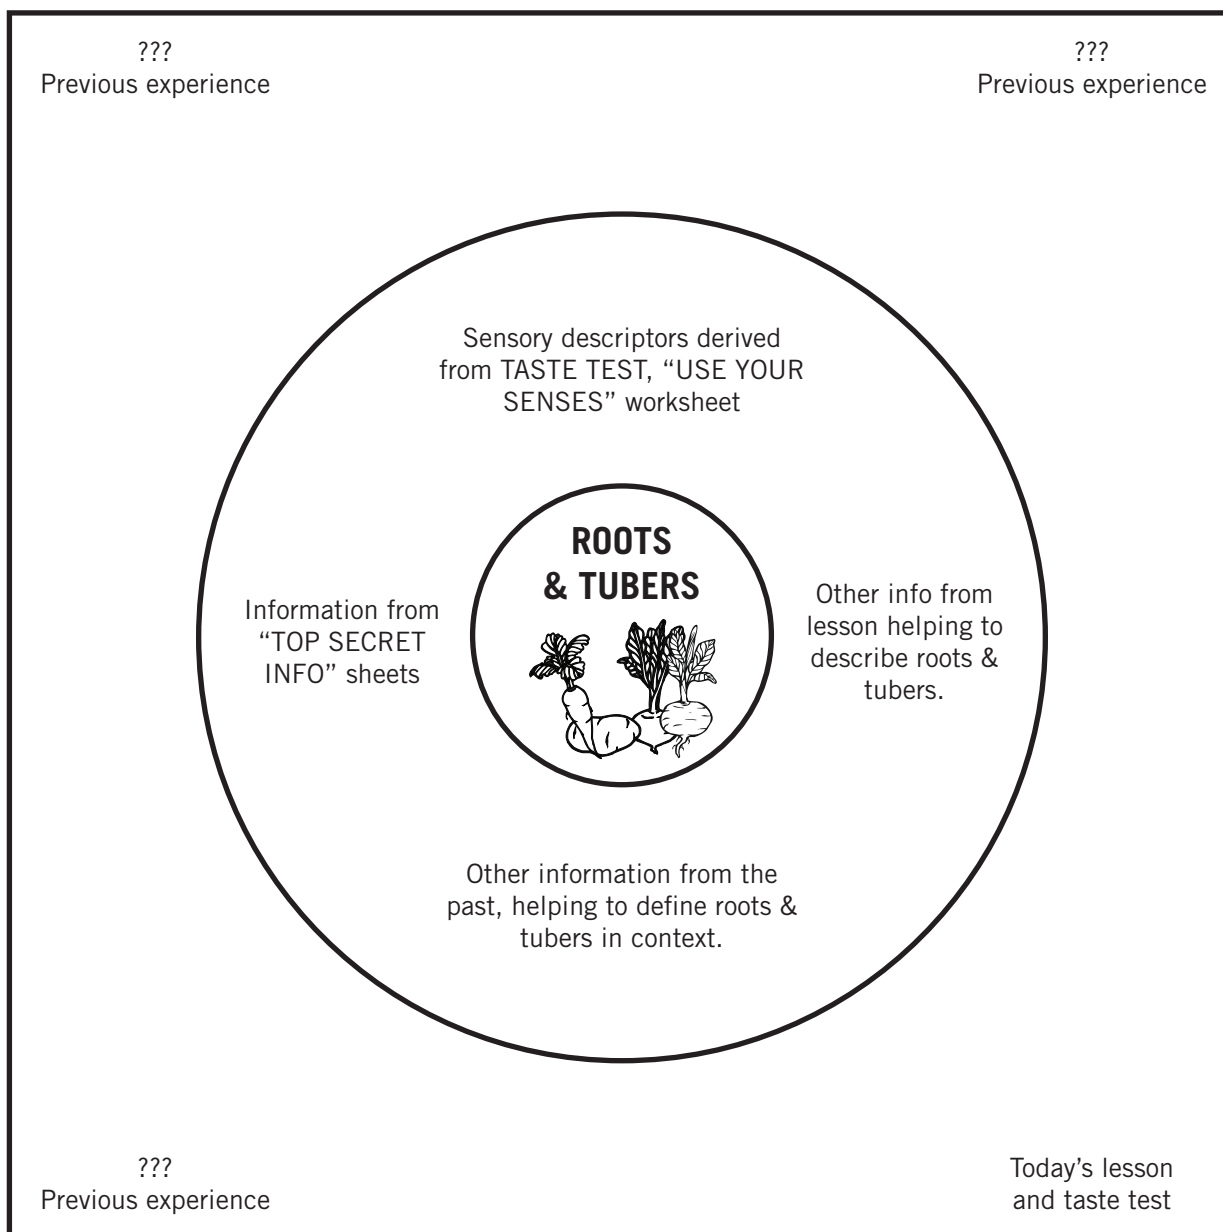 ???
Previous experience
???
Previous experience
Sensory descriptors derived
from TASTE TEST, “USE YOUR
SENSES” worksheet
ROOTS
& TUBERS
Information from
“TOP SECRET
INFO” sheets
Other info from
lesson helping to
describe roots &
tubers.
Other information from the
past, helping to define roots &
tubers in context.
???
Previous experience
Today’s lesson
and taste test